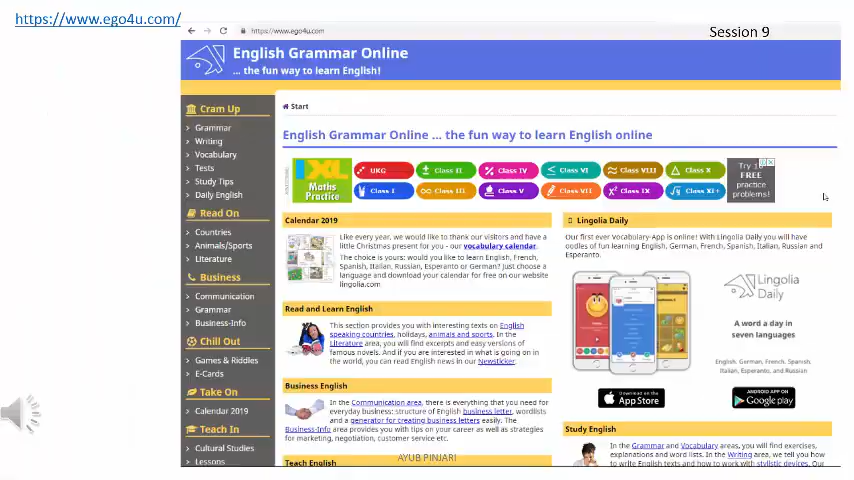 https://www.ego4u.com/
Session 9
https://www.ego4u.com
English Grammar Online
... the fun way to learn English!
Cram Up
Grammar
Writing
Vocabulary
Tests
Study Tips
Daily English
Read On
Countries
Animals/Sports
Literature
Business
Communication
Grammar
Business-Info
Chill Out
Games & Riddles
E-Cards
Take On
Calendar 2019
Teach In
Cultural Studies
Lessons
Start
English Grammar Online ... the fun way to learn English online
IXL
Maths
Practice
UKG
Class II
Class IV
Class VI
Class VIII
Class X
Class I
Class III
Class V
Class VII
Class IX
Class XI+
Try 10
FREE
practice
problems!
Calendar 2019
Like every year, we would like to thank our visitors and have a
little Christmas present for you - our vocabulary calendar.
The choice is yours: would you like to learn English, French,
Spanish, Italian, Russian, Esperanto or German? Just choose a
language and download your calendar for free on our website
lingolia.com
Read and Learn English
This section provides you with interesting texts on English
speaking countries, holidays, animals and sports. In the
Literature area, you will find excerpts and easy versions of
famous novels. And if you are interested in what is going on in
the world, you can read English news in our Newsticker.
Business English
In the Communication area, there is everything that you need for
everyday business: structure of English business letter, wordlists
and a generator for creating business letters easily. The
Business-Info area provides you with tips on your career as well as strategies
for marketing, negotiation, customer service etc.
Teach English
AYUB PINJARI
Lingolia Daily
Our first ever Vocabulary-App is online! With Lingolia Daily you will have
oodles of fun learning English, German, French, Spanish, Italian, Russian and
Esperanto.
Lingolia
Daily
A word a day in
seven languages
English, German, French, Spanish,
Italian, Esperanto, and Russian
Download on the
App Store
ANDROID APP ON
Google play
Study English
In the Grammar and Vocabulary areas, you will find exercises,
explanations and word lists. In the Writing area, we tell you how
to write English texts and how to work with stylistic devices. Our